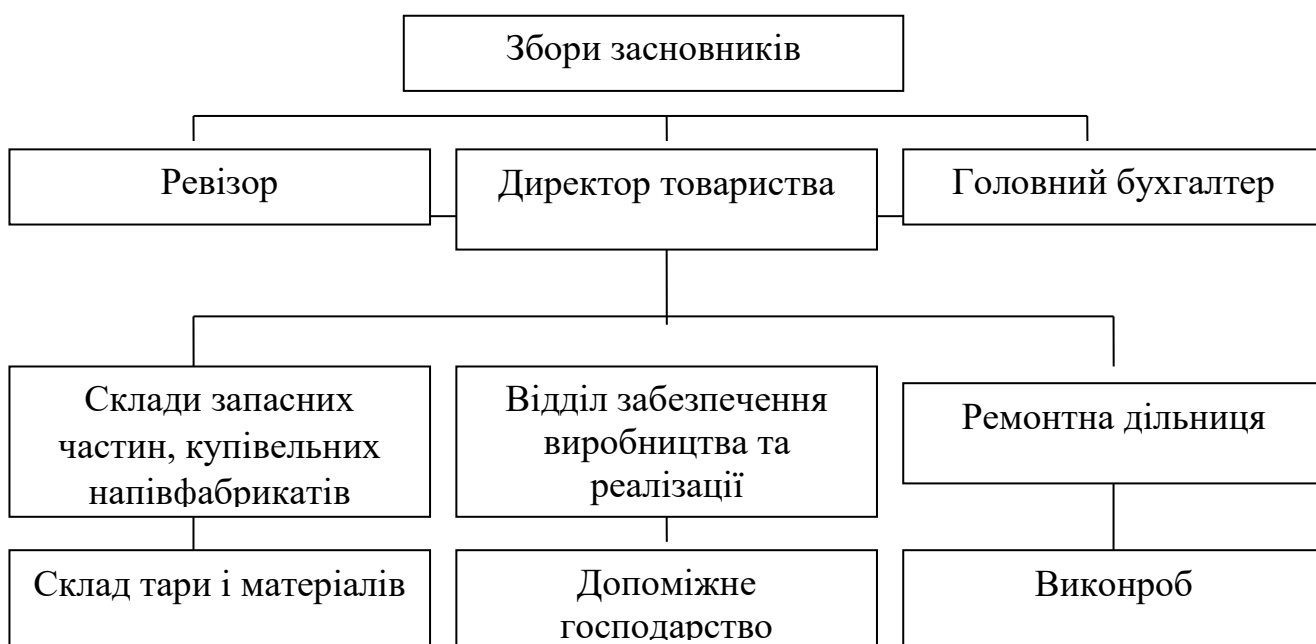 Збори засновників
Ревізор
Директор товариства
Головний бухгалтер
Склади запасних
частин, купівельних
напівфабрикатів
Відділ забезпечення
виробництва та
реалізації
Ремонтна дільниця
Склад тари і матеріалів
Допоміжне
господарство
Виконроб